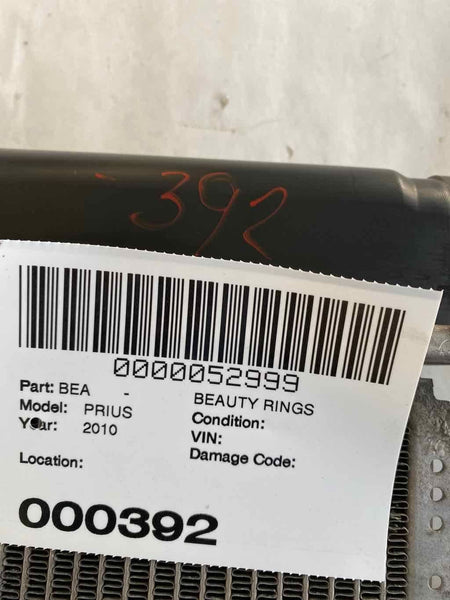 -392
0000052999
Part: BEA - BEAUTY RINGS
Model: PRIUS Condition:
Year: 2010 VIN:
Location: Damage Code:
000392